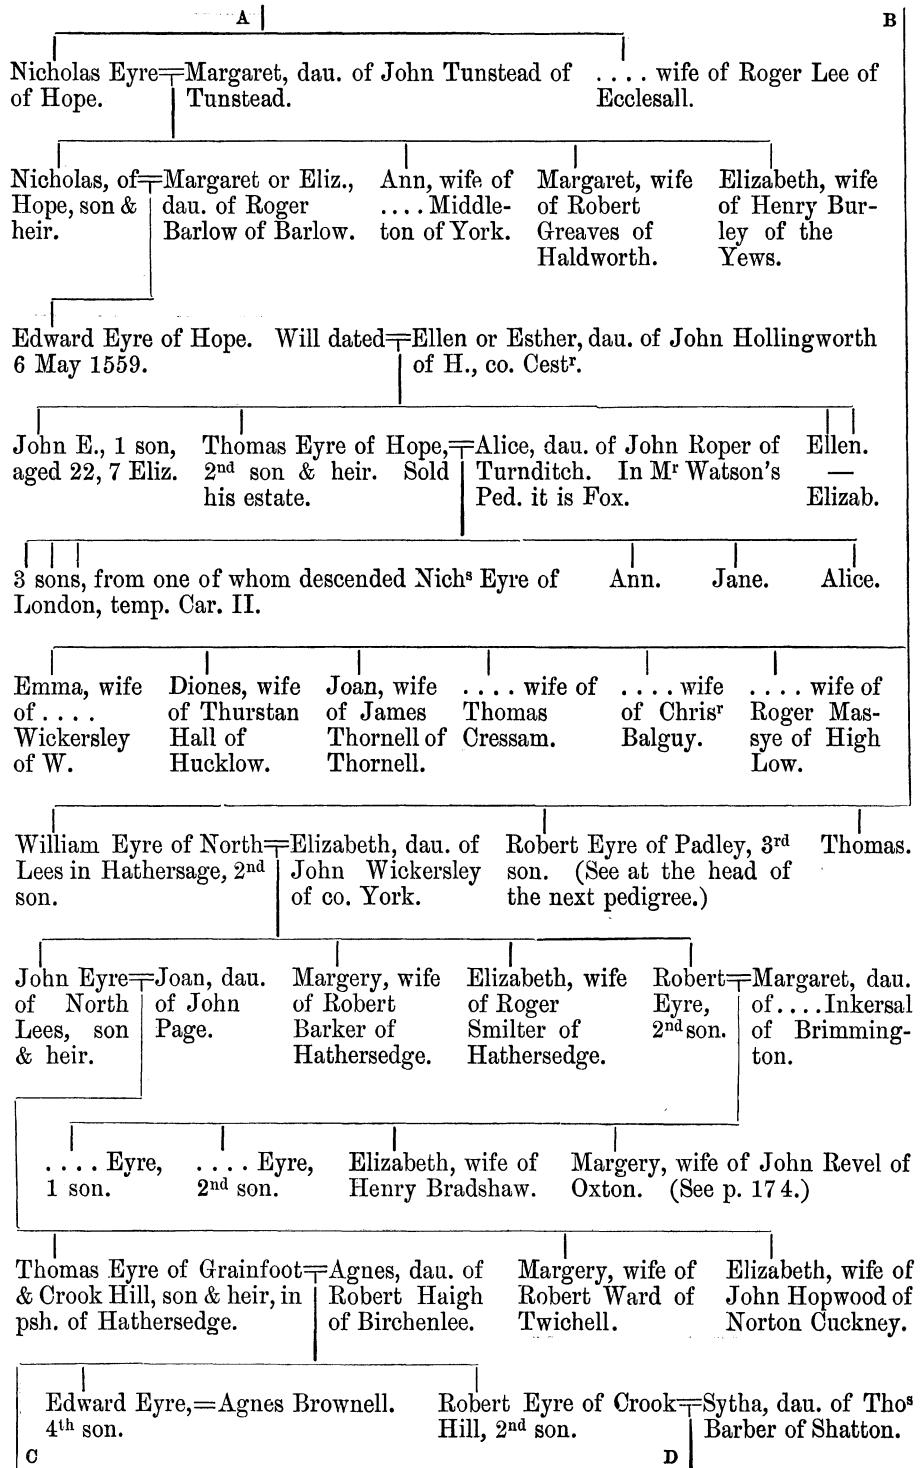 A B
Nicholas Eyre=Margaret, dau. of John Tunstead of .... wife of Roger Lee of
of Hope. Tunstead. Ecclesall.
Nicholas, of=Margaret or Eliz., Ann, wife of Margaret, wife Elizabeth, wife
Hope, son & dau. of Roger .... Middle- of Robert of Henry Bur-
heir. Barlow of Barlow. ton of York. Greaves of ley of the
Haldworth. Yews.
Edward Eyre of Hope. Will dated=Ellen or Esther, dau. of John Hollingworth
6 May 1559. of H., co. Cestʳ.
John E., 1 son, Thomas Eyre of Hope,=Alice, dau. of John Roper of Ellen.
aged 22, 7 Eliz. 2ⁿᵈ son & heir. Sold Turnditch. In Mʳ Watson's —
his estate. Ped. it is Fox. Elizab.
3 sons, from one of whom descended Nichˢ Eyre of Ann. Jane. Alice.
London, temp. Car. II.
Emma, wife Diones, wife Joan, wife .... wife of .... wife .... wife of
of .... of Thurstan of James Thomas of Chrisʳ Roger Mas-
Wickersley Hall of Thornell of Cressam. Balguy. sye of High
of W. Hucklow. Thornell. Low.
William Eyre of North=Elizabeth, dau. of Robert Eyre of Padley, 3ʳᵈ Thomas.
Lees in Hathersage, 2ⁿᵈ John Wickersley son. (See at the head of
son. of co. York. the next pedigree.)
John Eyre=Joan, dau. Margery, wife Elizabeth, wife Robert=Margaret, dau.
of North of John of Robert of Roger Eyre, of .... Inkersal
Lees, son Page. Barker of Smilter of 2ⁿᵈ son. of Brimming-
& heir. Hathersedge. Hathersedge. ton.
.... Eyre, .... Eyre, Elizabeth, wife of Margery, wife of John Revel of
1 son. 2ⁿᵈ son. Henry Bradshaw. Oxton. (See p. 174.)
Thomas Eyre of Grainfoot=Agnes, dau. of Margery, wife of Elizabeth, wife of
& Crook Hill, son & heir, in Robert Haigh Robert Ward of John Hopwood of
psh. of Hathersedge. of Birchenlee. Twichell. Norton Cuckney.
Edward Eyre,=Agnes Brownell. Robert Eyre of Crook=Sytha, dau. of Thoˢ
4ᵗʰ son. Hill, 2ⁿᵈ son. Barber of Shatton.
C D